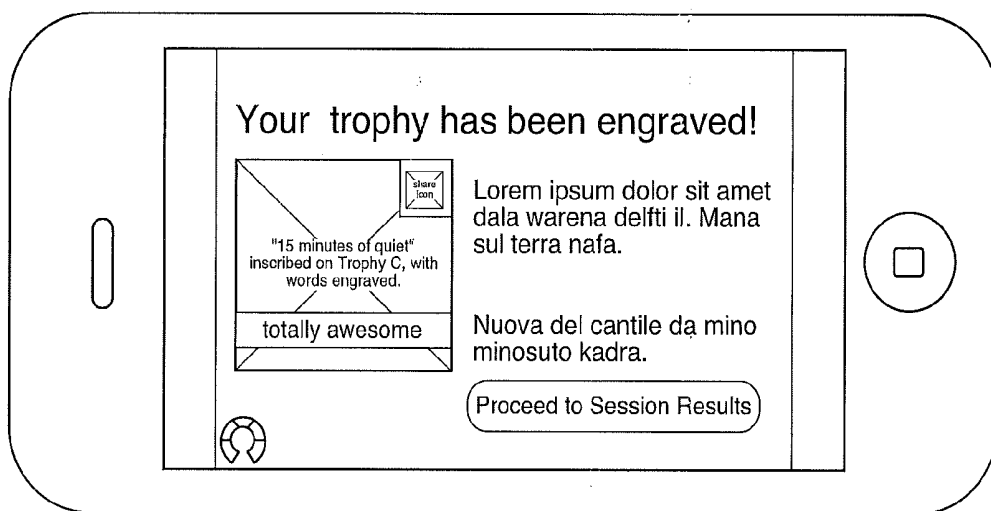 Your trophy has been engraved!
share
icon
"15 minutes of quiet"
inscribed on Trophy C, with
words engraved.
totally awesome
Lorem ipsum dolor sit amet
dala warena delfti il. Mana
sul terra nafa.
Nuova del cantile da mino
minosuto kadra.
Proceed to Session Results